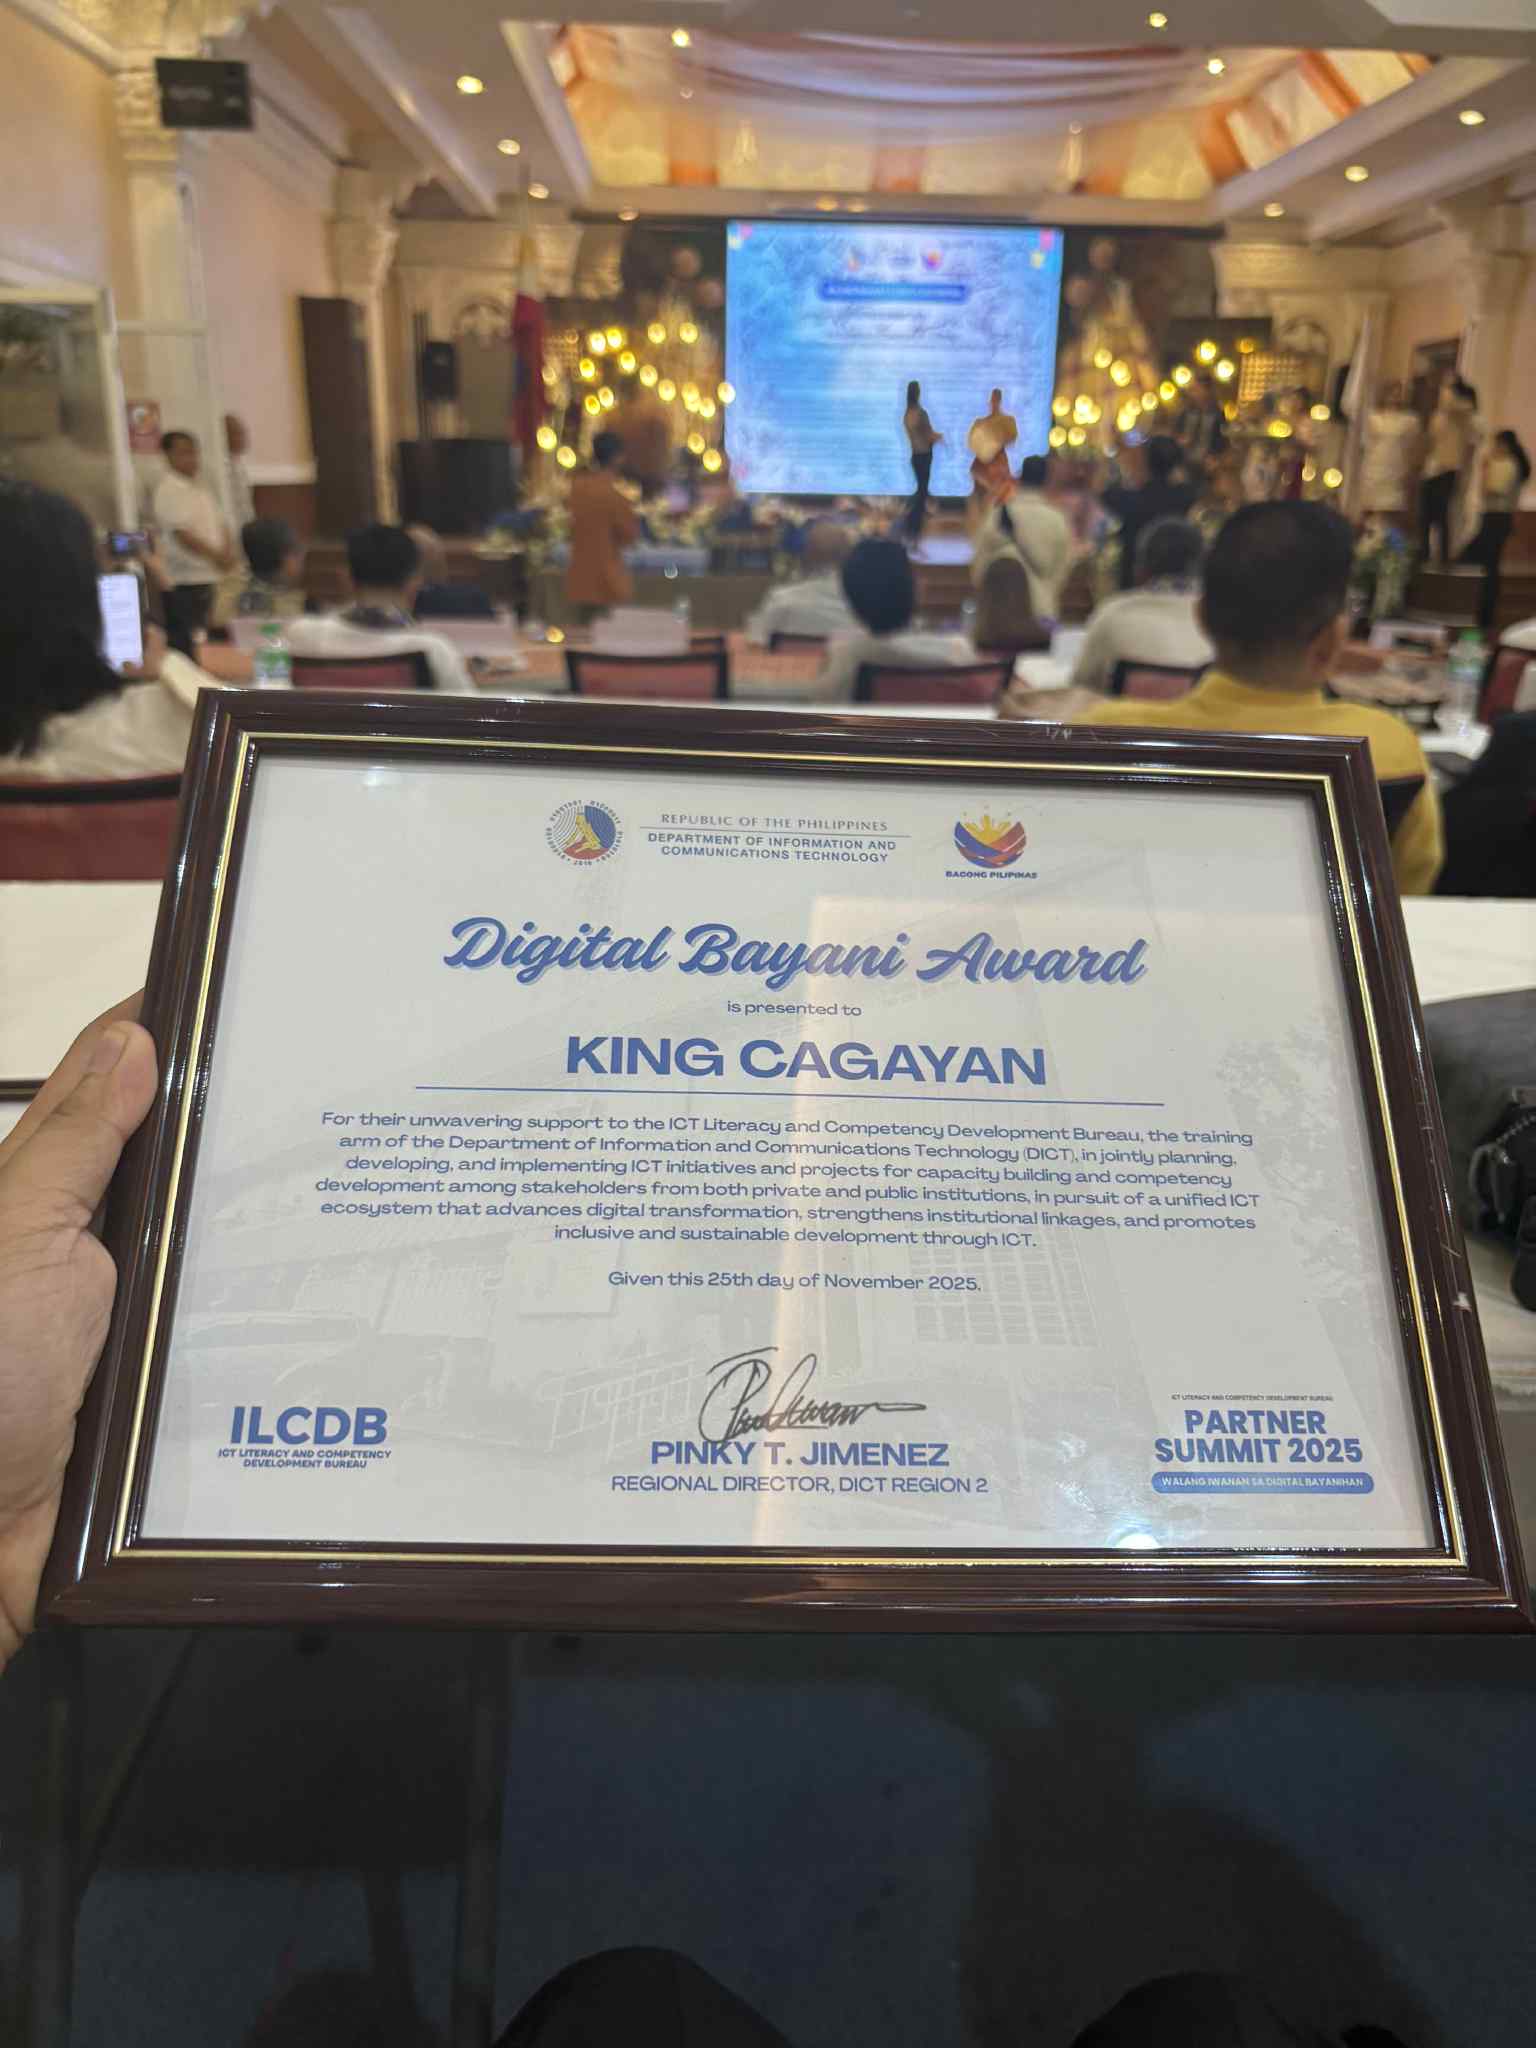 REPUBLIC OF THE PHILIPPINES
DEPARTMENT OF INFORMATION AND
COMMUNICATIONS TECHNOLOGY
BAGONG PILIPINAS
Digital Bayani Award
is presented to
KING CAGAYAN
For their unwavering support to the ICT Literacy and Competency Development Bureau, the training
arm of the Department of Information and Communications Technology (DICT), in jointly planning,
developing, and implementing ICT initiatives and projects for capacity building and competency
development among stakeholders from both private and public institutions, in pursuit of a unified ICT
ecosystem that advances digital transformation, strengthens institutional linkages, and promotes
inclusive and sustainable development through ICT.
Given this 25th day of November 2025.
ILCDB
ICT LITERACY AND COMPETENCY
DEVELOPMENT BUREAU
PINKY T. JIMENEZ
REGIONAL DIRECTOR, DICT REGION 2
ICT LITERACY AND COMPETENCY DEVELOPMENT BUREAU
PARTNER
SUMMIT 2025
WALANG IWANAN SA DIGITAL BAYANIHAN